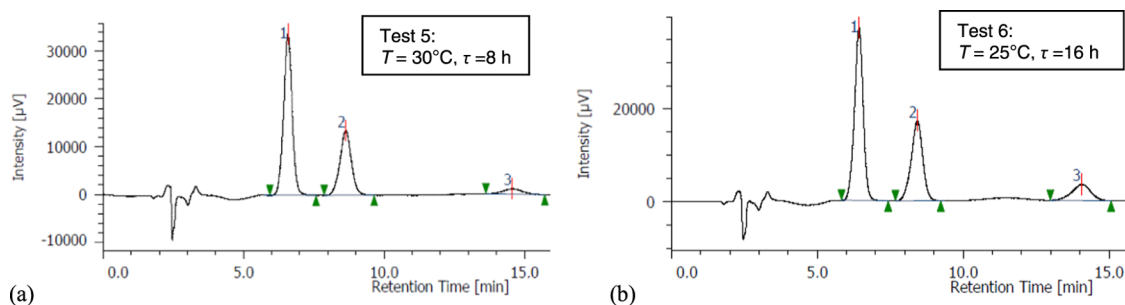 Test 5:
T = 30°C, τ =8 h
1
2
3
30000
20000
10000
0
-10000
Intensity [μV]
0.0 5.0 10.0 15.0
Retention Time [min]
(a)
Test 6:
T = 25°C, τ =16 h
1
2
3
20000
0
Intensity [μV]
0.0 5.0 10.0 15.0
Retention Time [min]
(b)